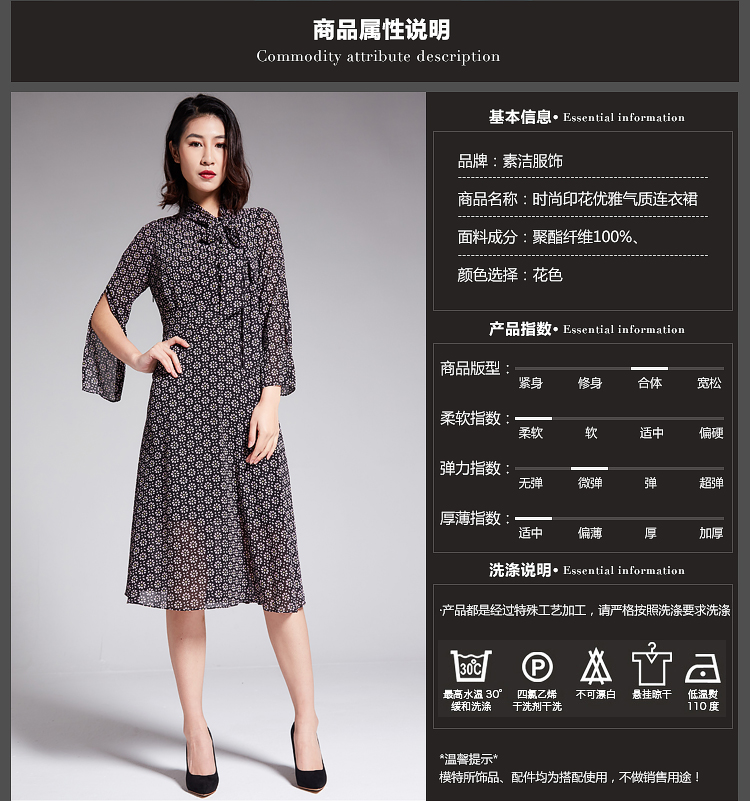 商品属性说明
Commodity attribute description
基本信息• Essential information
品牌：素洁服饰
商品名称：时尚印花优雅气质连衣裙
面料成分：聚酯纤维100%、
颜色选择：花色
产品指数• Essential information
商品版型：
紧身 修身 合体 宽松
柔软指数：
柔软 软 适中 偏硬
弹力指数：
无弹 微弹 弹 超弹
厚薄指数：
适中 偏薄 厚 加厚
洗涤说明• Essential information
·产品都是经过特殊工艺加工，请严格按照洗涤要求洗涤
30℃ P
最高水温 30° 四氯乙烯 不可漂白 悬挂晾干 低温熨
缓和洗涤 干洗剂干洗 110 度
*温馨提示*
模特所饰品、配件均为搭配使用，不做销售用途！